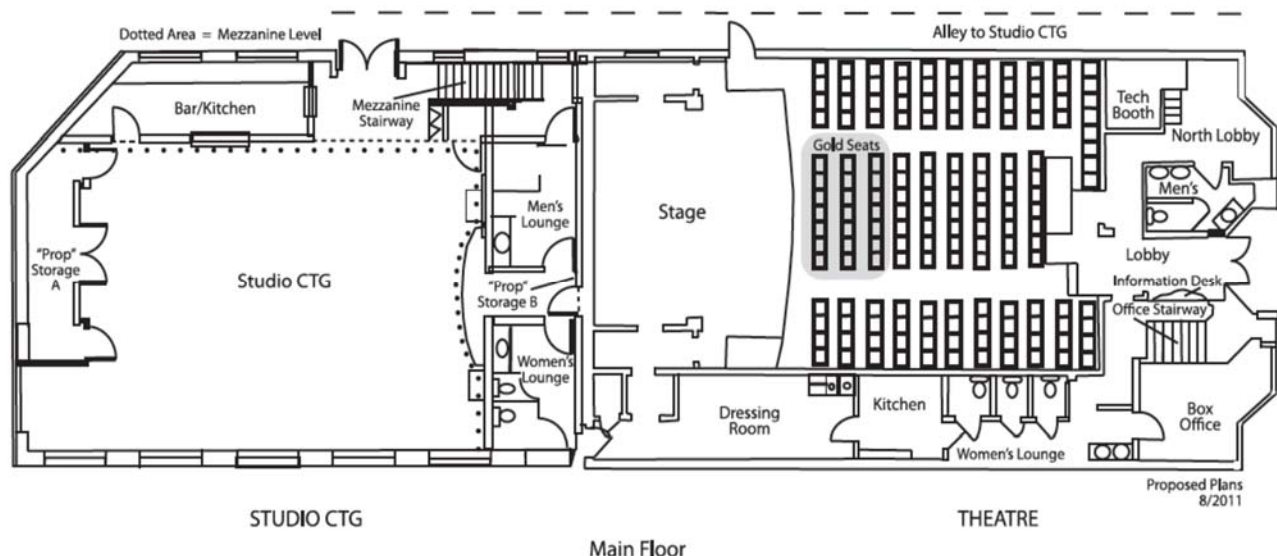 Dotted Area = Mezzanine Level
Alley to Studio CTG
Bar/Kitchen
Mezzanine
Stairway
Tech
Booth
North Lobby
Gold Seats
Men's
Men's
Lounge
Stage
"Prop"
Storage
A
Studio CTG
Lobby
"Prop"
Storage B
Information Desk
Office Stairway
Women's
Lounge
Dressing
Room
Kitchen
Box
Office
Women's Lounge
Proposed Plans
8/2011
STUDIO CTG
THEATRE
Main Floor